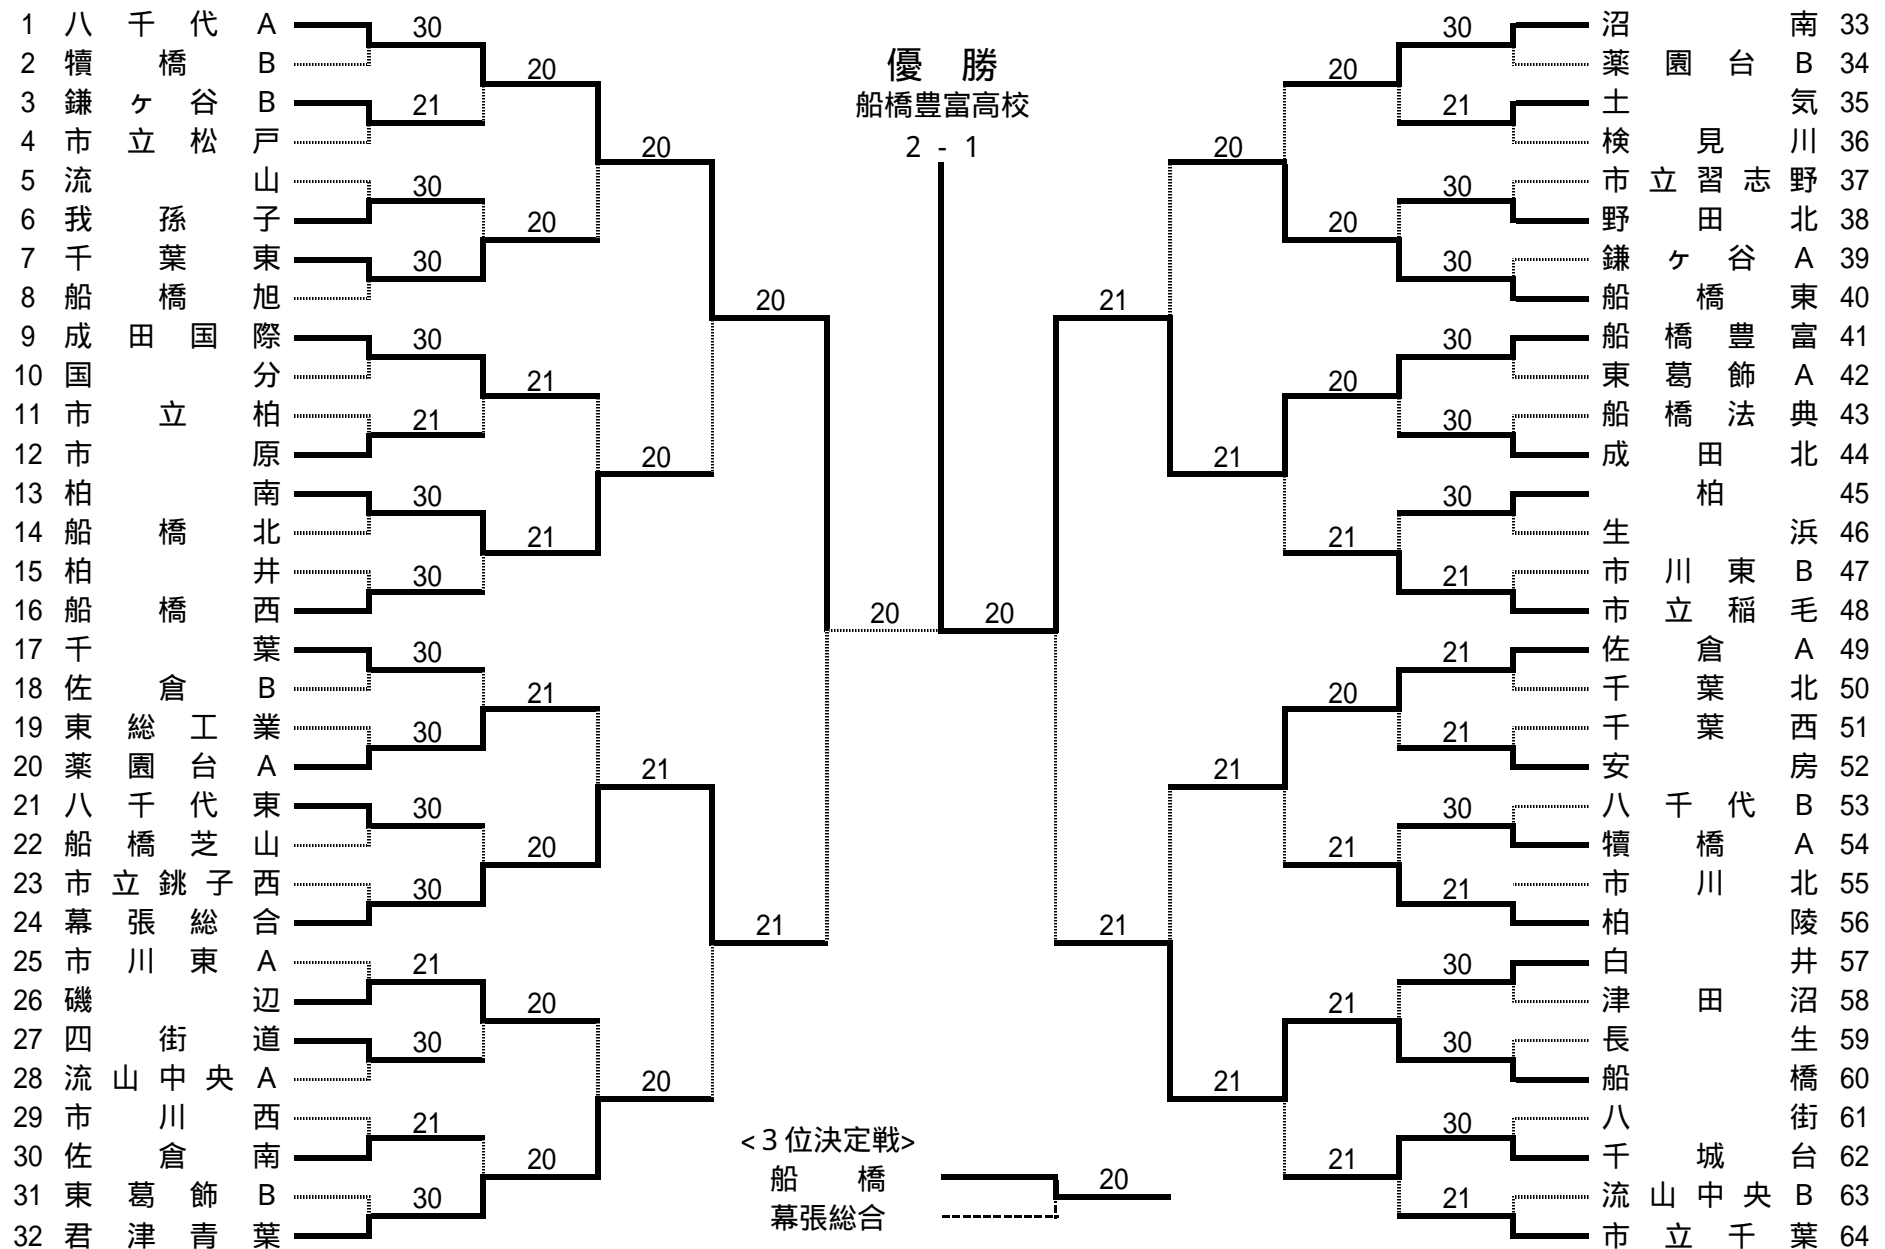 1 八千代A
2 犢橋B
3 鎌ヶ谷B
4 市立松戸
5 流山
6 我孫子
7 千葉東
8 船橋旭
9 成田国際
10 国分
11 市立柏
12 市原
13 柏南
14 船橋北
15 柏井
16 船橋西
17 千葉
18 佐倉B
19 東総工業
20 薬園台A
21 八千代東
22 船橋芝山
23 市立銚子西
24 幕張総合
25 市川東A
26 磯辺
27 四街道
28 流山中央A
29 市川西
30 佐倉南
31 東葛飾B
32 君津青葉
30
21
30
30
30
21
30
30
30
30
30
30
21
30
21
30
20
20
21
21
21
20
20
20
20
20
21
20
20
21
20
優勝
船橋豊富高校
2 - 1
20
21
21
20
21
21
21
20
20
20
21
20
21
21
21
30
21
30
30
30
30
30
21
21
21
30
21
30
30
30
21
沼南 33
薬園台B 34
土気 35
検見川 36
市立習志野 37
野田北 38
鎌ヶ谷A 39
船橋東 40
船橋豊富 41
東葛飾A 42
船橋法典 43
成田北 44
柏 45
生浜 46
市川東B 47
市立稲毛 48
佐倉A 49
千葉北 50
千葉西 51
安房 52
八千代B 53
犢橋A 54
市川北 55
柏陵 56
白井 57
津田沼 58
長生 59
船橋 60
八街 61
千城台 62
流山中央B 63
市立千葉 64
<3位決定戦>
船橋
20
幕張総合